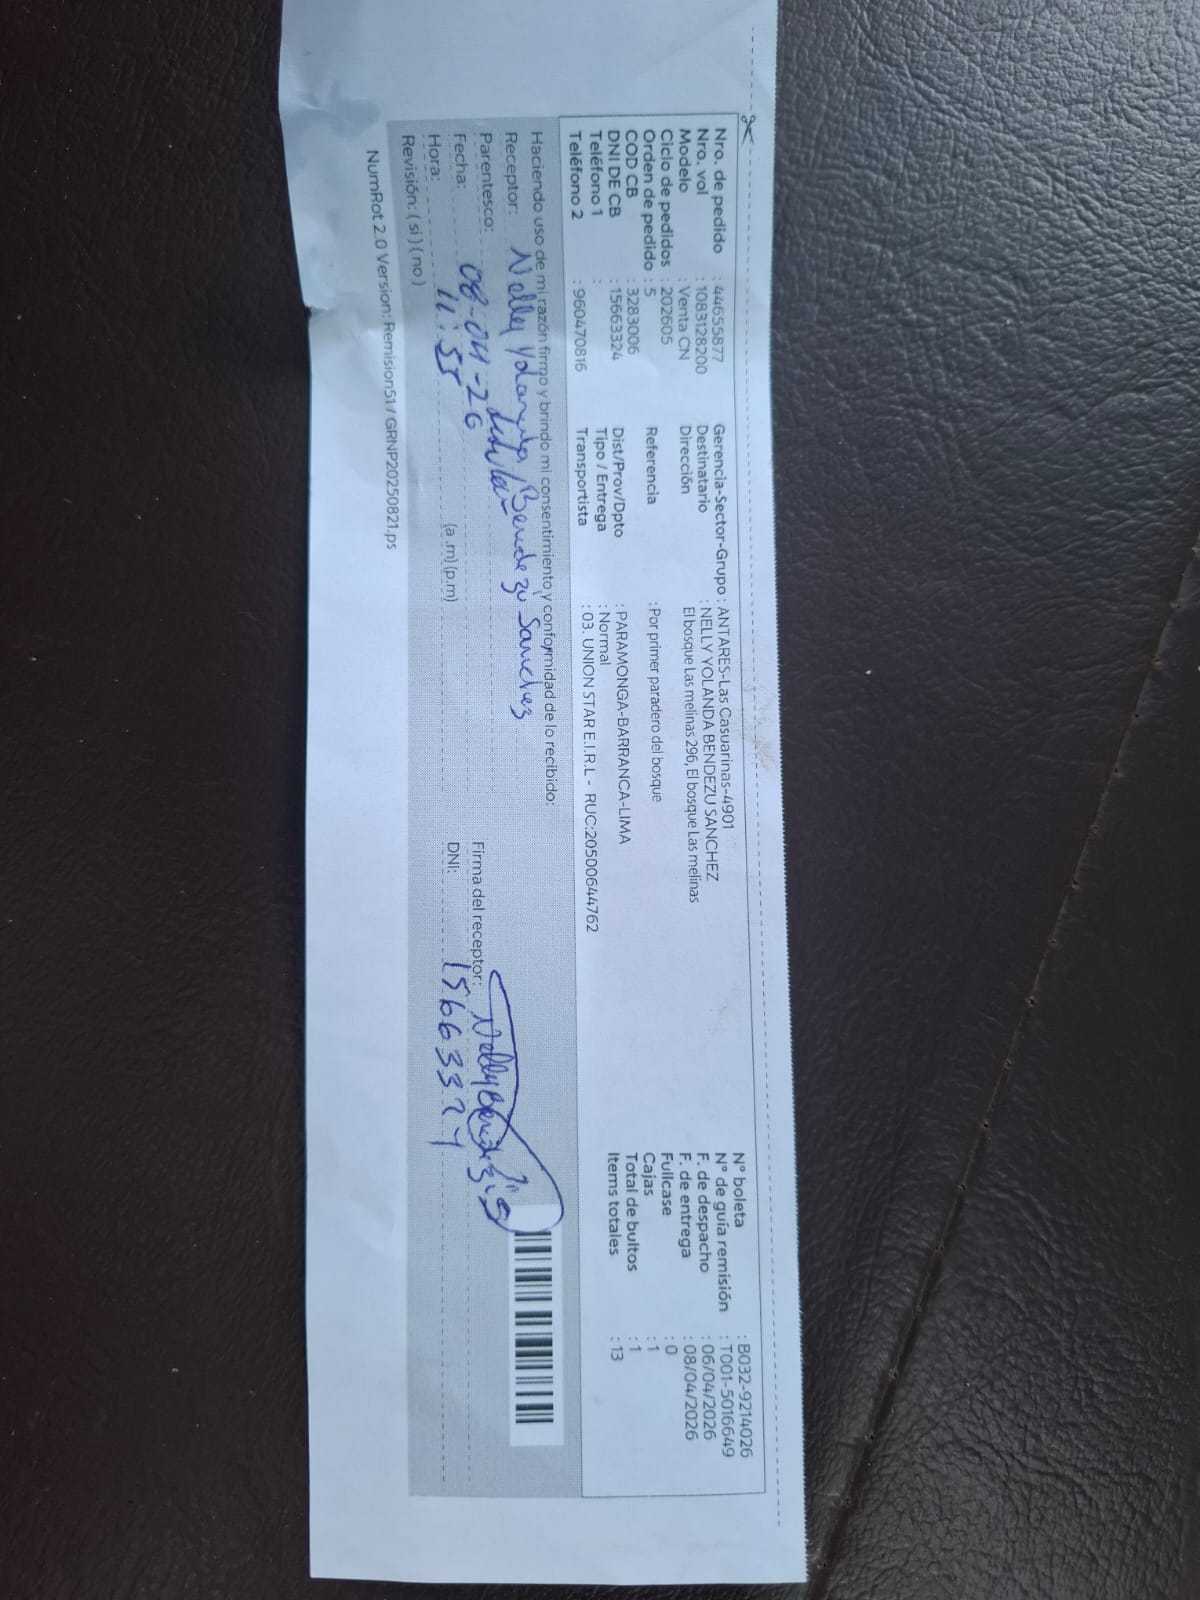 Nro. de pedido : 44655877
Nro. vol : 1083128200
Modelo : Venta CN
Ciclo de pedidos : 202605
Orden de pedido : 5
COD CB : 3283006
DNI DE CB : 15663324
Teléfono 1 :
Teléfono 2 : 960470816
Gerencia-Sector-Grupo : ANTARES-Las Casuarinas-4901
Destinatario : NELLY YOLANDA BENDEZU SANCHEZ
Dirección El bosque Las melinas 296, El bosque Las melinas
Referencia : Por primer paradero del bosque
Dist/Prov/Dpto : PARAMONGA-BARRANCA-LIMA
Tipo / Entrega : Normal
Transportista : 03. UNION STAR E.I.R.L - RUC:20500644762
N° boleta : B032-9214026
N° de guía remisión : T001-5016649
F. de despacho : 06/04/2026
F. de entrega : 08/04/2026
Fullcase : 0
Cajas : 1
Total de bultos : 1
Items totales : 13
Haciendo uso de mi razón firmo y brindo mi consentimiento y conformidad de lo recibido:
Receptor: Nelly Yolanda Bendezú Sanchez
Parentesco: titular
Fecha: 08-04-26
Hora: 11:55 (a.m) (p.m)
Revisión: ( si ) ( no )
Firma del receptor: Nelly Bendezú S
DNI: 15663324
NumRot 2.0 Version: Remision51 / GRNP20250821.ps